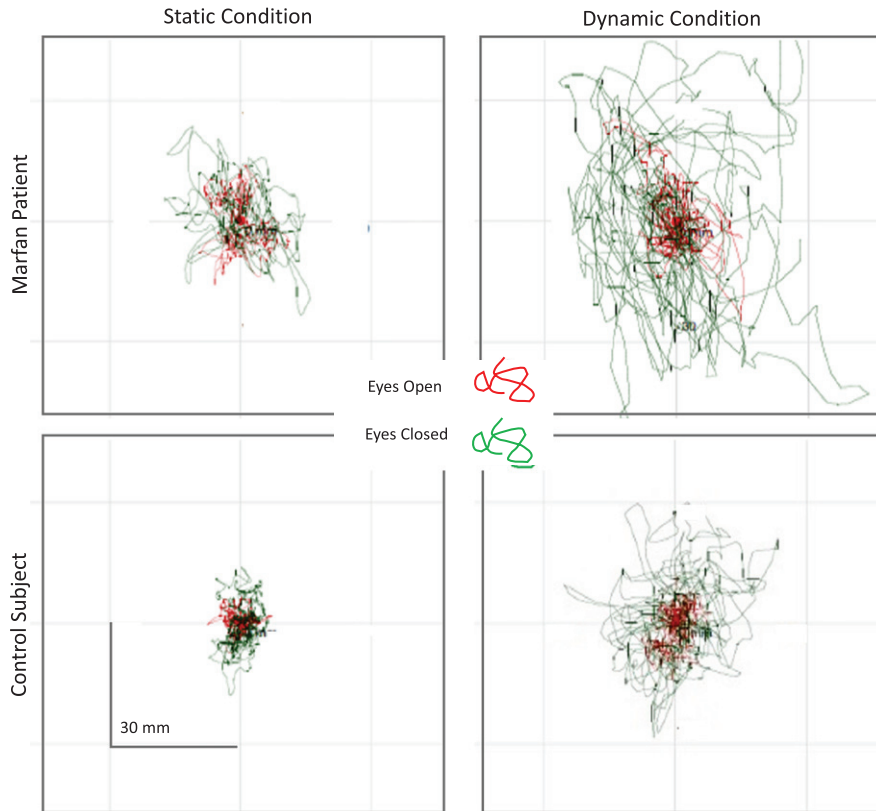 Static Condition
Dynamic Condition
Marfan Patient
Eyes Open
Eyes Closed
Control Subject
30 mm